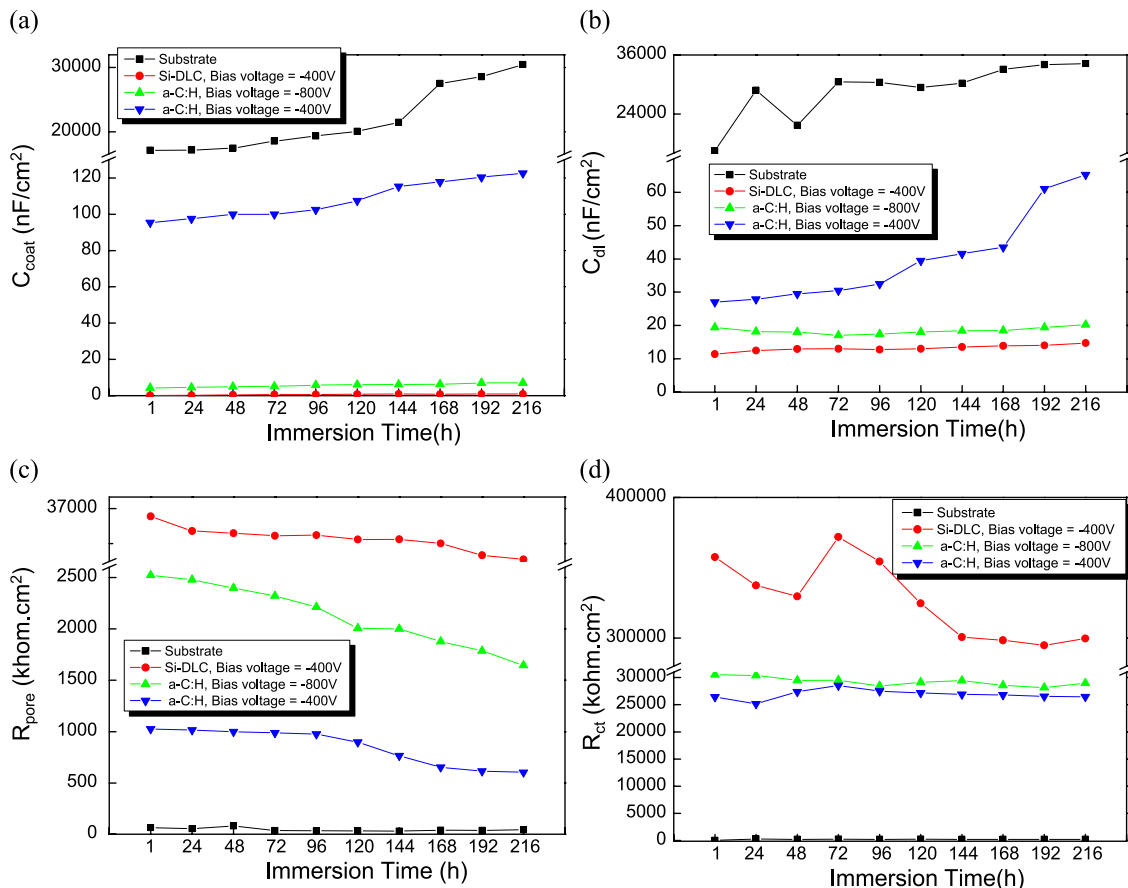 (a)
Substrate
Si-DLC, Bias voltage = -400V
a-C:H, Bias voltage = -800V
a-C:H, Bias voltage = -400V
30000
20000
120
100
80
60
40
20
0
C_coat (nF/cm²)
1 24 48 72 96 120 144 168 192 216
Immersion Time(h)
(b)
36000
24000
Substrate
Si-DLC, Bias voltage = -400V
a-C:H, Bias voltage = -800V
a-C:H, Bias voltage = -400V
60
50
40
30
20
10
0
C_dl (nF/cm²)
1 24 48 72 96 120 144 168 192 216
Immersion Time(h)
(c)
37000
2500
2000
1500
1000
500
0
Substrate
Si-DLC, Bias voltage = -400V
a-C:H, Bias voltage = -800V
a-C:H, Bias voltage = -400V
R_pore (khom.cm²)
1 24 48 72 96 120 144 168 192 216
Immersion Time (h)
(d)
400000
Substrate
Si-DLC, Bias voltage = -400V
a-C:H, Bias voltage = -800V
a-C:H, Bias voltage = -400V
300000
30000
25000
20000
15000
10000
5000
0
R_ct (kohm.cm²)
1 24 48 72 96 120 144 168 192 216
Immersion Time(h)